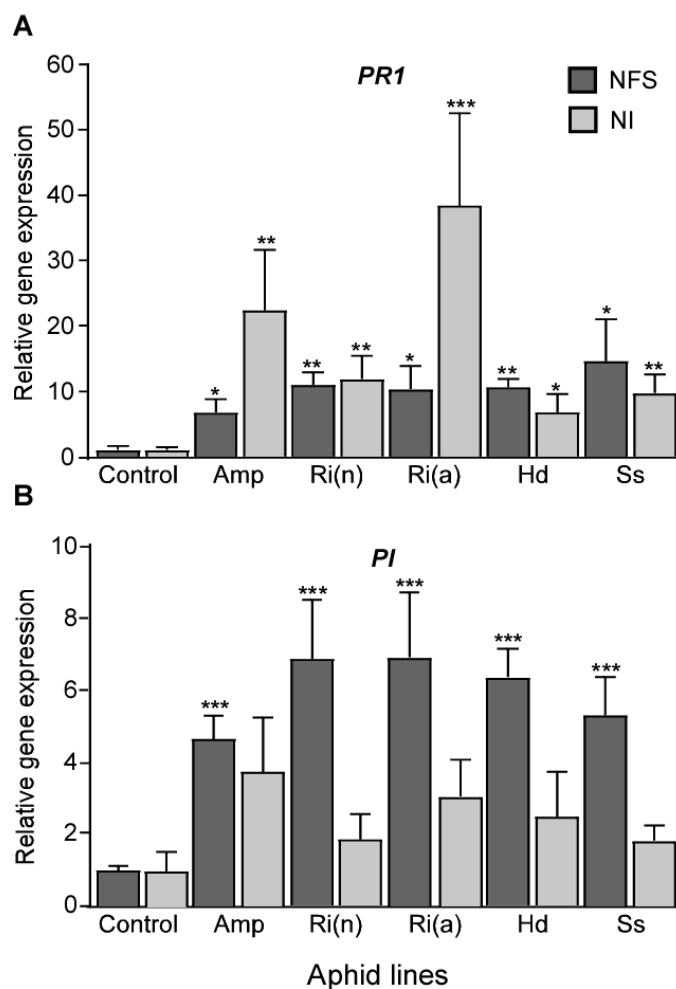 A
PR1
NFS
NI
Relative gene expression
60
50
40
30
20
10
0
***
**
** ** * ** * * **
*
Control Amp Ri(n) Ri(a) Hd Ss
B
PI
Relative gene expression
10
8
6
4
2
0
*** *** *** *** ***
Control Amp Ri(n) Ri(a) Hd Ss
Aphid lines